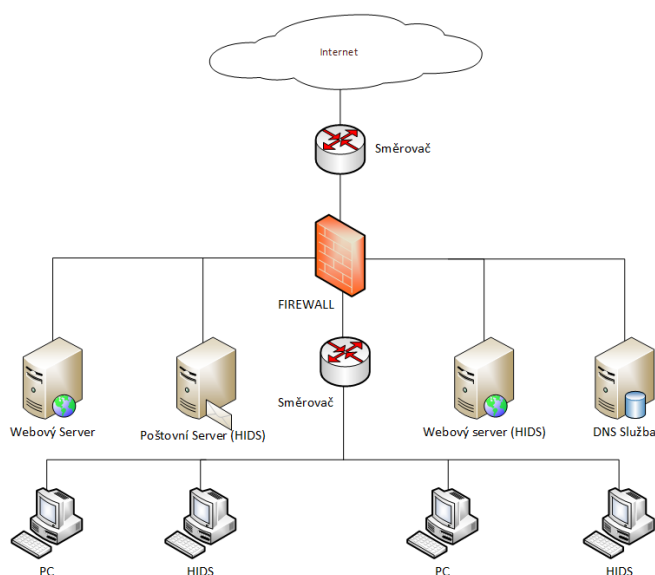 Internet
Směrovač
FIREWALL
Směrovač
Webový Server
Poštovní Server (HIDS)
Webový server (HIDS)
DNS Služba
PC
HIDS
PC
HIDS